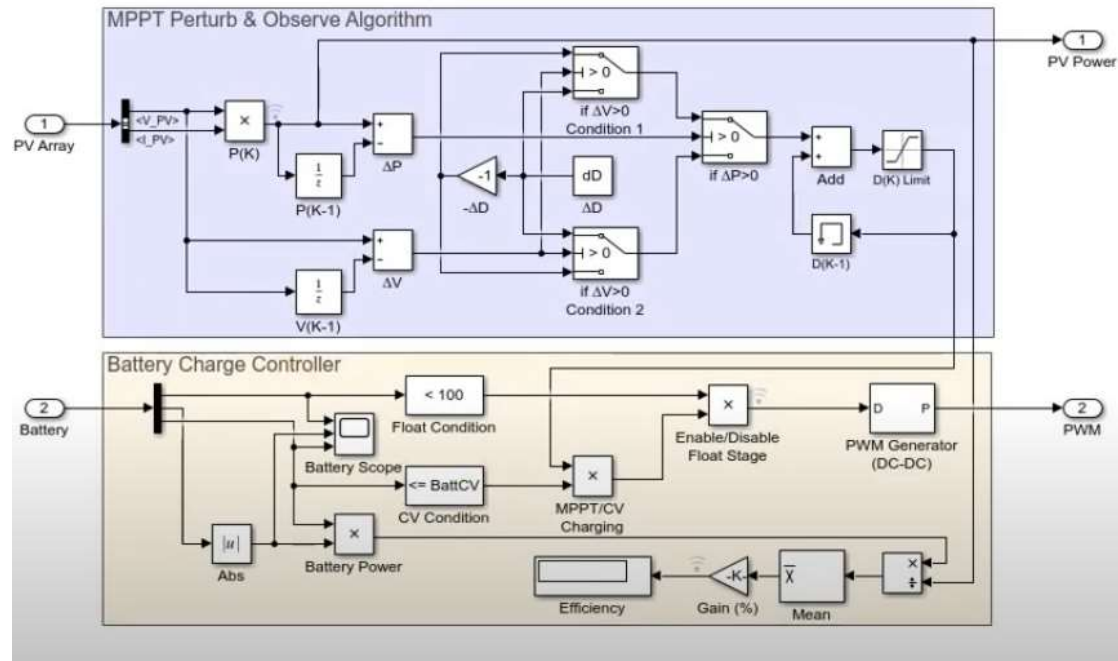 MPPT Perturb & Observe Algorithm
1
PV Array
<V_PV>
<I_PV>
×
P(K)
1
z
P(K-1)
+
−
ΔP
+
−
ΔV
1
z
V(K-1)
-1
-ΔD
dD
ΔD
> 0
if ΔV>0
Condition 1
> 0
if ΔV>0
Condition 2
> 0
if ΔP>0
+
+
Add
D(K) Limit
D(K-1)
1
PV Power
Battery Charge Controller
2
Battery
< 100
Float Condition
Battery Scope
<= BattCV
CV Condition
|u|
Abs
×
Battery Power
×
MPPT/CV
Charging
×
Enable/Disable
Float Stage
D
P
PWM Generator
(DC-DC)
2
PWM
Efficiency
-K-
Gain (%)
X
Mean
×
÷